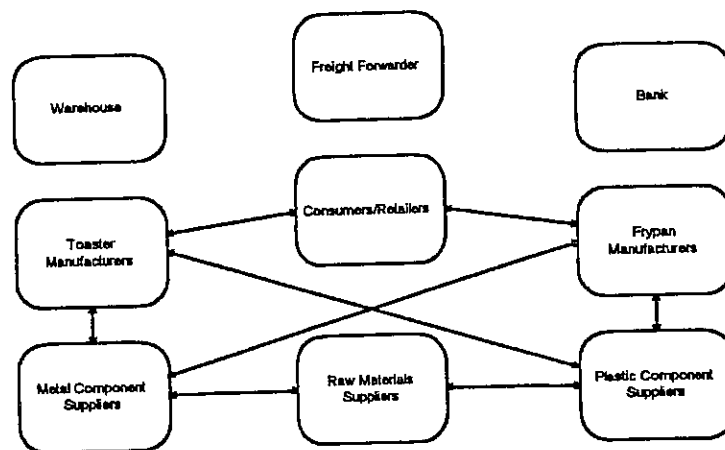 Freight Forwarder
Warehouse
Bank
Consumers/Retailers
Toaster
Manufacturers
Frypan
Manufacturers
Metal Component
Suppliers
Raw Materials
Suppliers
Plastic Component
Suppliers